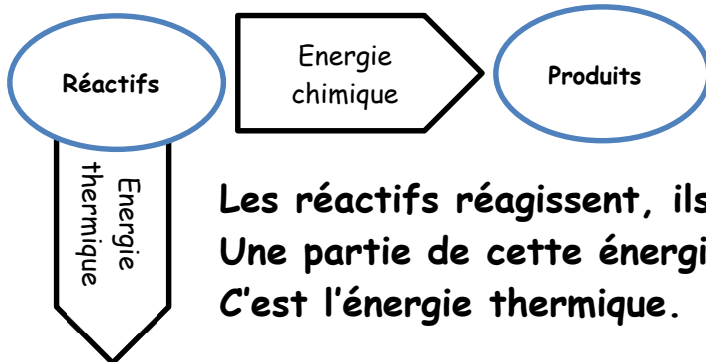 Réactifs
Energie
chimique
Produits
Energie
thermique
Les réactifs réagissent, ils
Une partie de cette énergi
C'est l'énergie thermique.